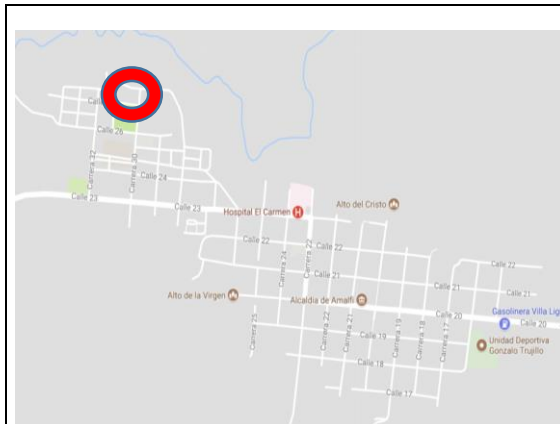 Calle
Calle 26
Carrera 32
Carrera 30
Calle 24
Calle 23
Calle 23
Hospital El Carmen
H
Alto del Cristo
Calle 22
Carrera 24
Carrera 22
Calle 22
Calle 22
Calle 21
Calle 21
Alto de la Virgen
Alcaldía de Amalfi
Gasolinera Villa Lig
Calle 20
Calle 20
Carrera 25
Carrera 22
Carrera 21
Calle 19
Carrera 19
Carrera 18
Carrera 17
Unidad Deportiva
Gonzalo Trujillo
Calle 18
Calle 17